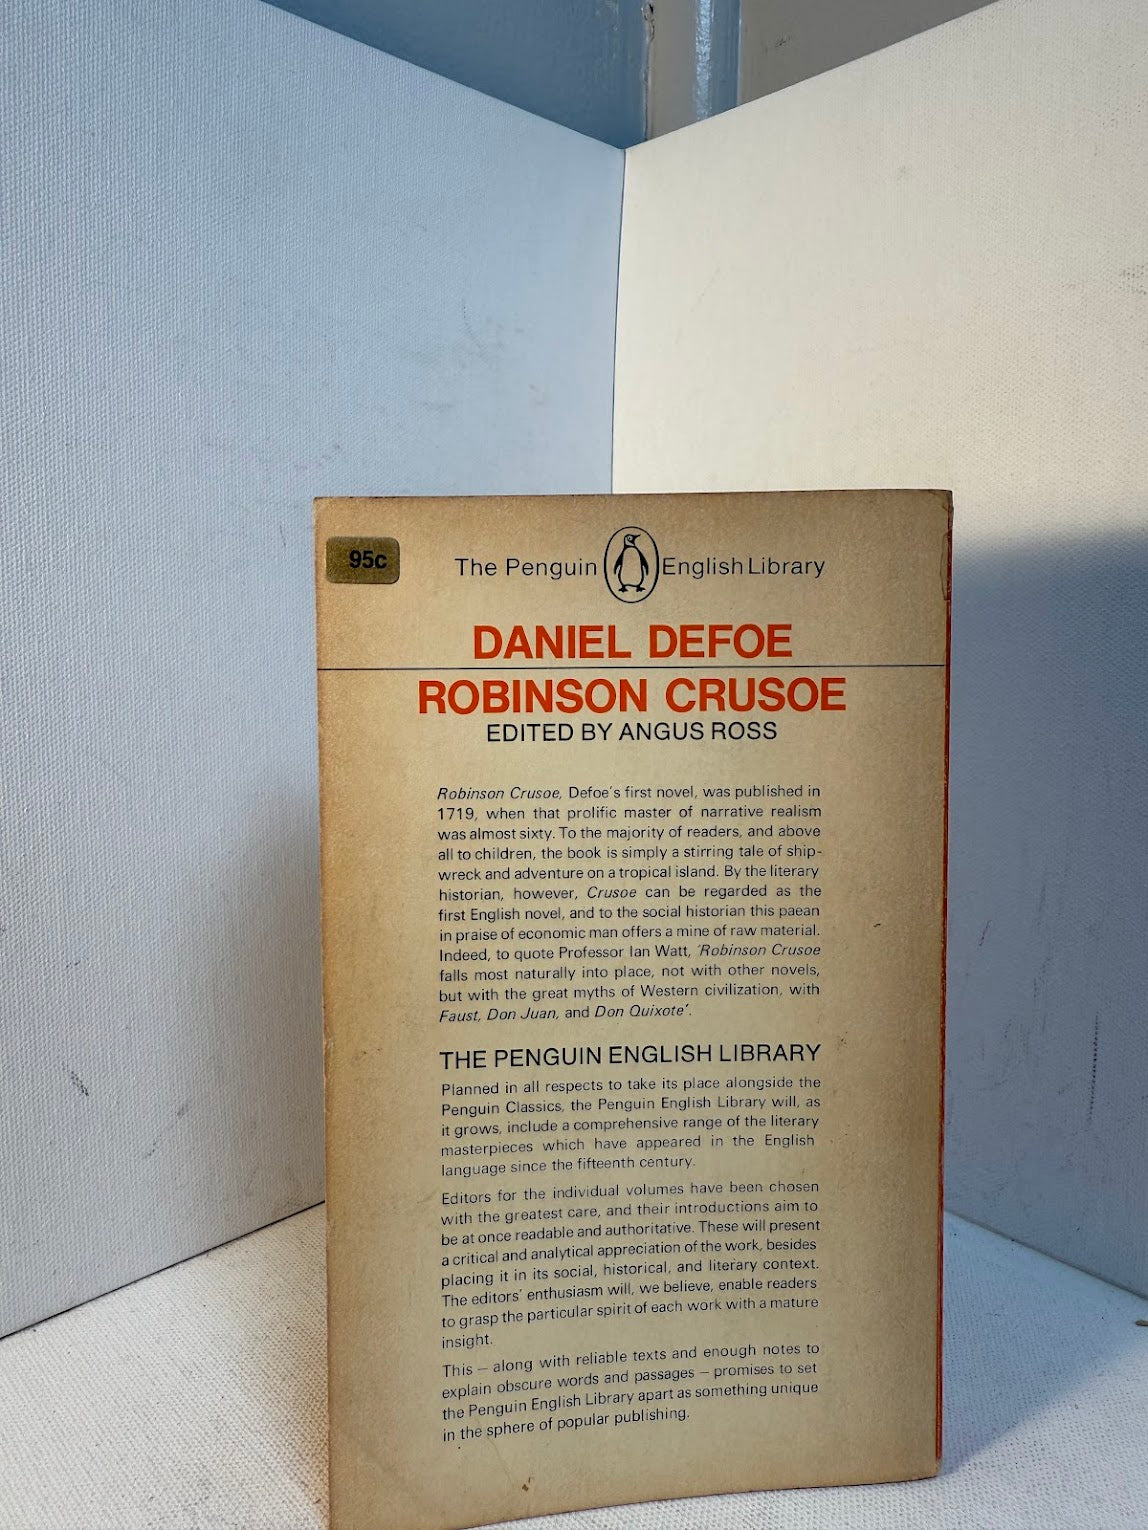 95c
The Penguin English Library
DANIEL DEFOE
ROBINSON CRUSOE
EDITED BY ANGUS ROSS
Robinson Crusoe, Defoe's first novel, was published in
1719, when that prolific master of narrative realism
was almost sixty. To the majority of readers, and above
all to children, the book is simply a stirring tale of ship-
wreck and adventure on a tropical island. By the literary
historian, however, Crusoe can be regarded as the
first English novel, and to the social historian this paean
in praise of economic man offers a mine of raw material.
Indeed, to quote Professor Ian Watt, 'Robinson Crusoe
falls most naturally into place, not with other novels,
but with the great myths of Western civilization, with
Faust, Don Juan, and Don Quixote'.
THE PENGUIN ENGLISH LIBRARY
Planned in all respects to take its place alongside the
Penguin Classics, the Penguin English Library will, as
it grows, include a comprehensive range of the literary
masterpieces which have appeared in the English
language since the fifteenth century.
Editors for the individual volumes have been chosen
with the greatest care, and their introductions aim to
be at once readable and authoritative. These will present
a critical and analytical appreciation of the work, besides
placing it in its social, historical, and literary context.
The editors' enthusiasm will, we believe, enable readers
to grasp the particular spirit of each work with a mature
insight.
This – along with reliable texts and enough notes to
explain obscure words and passages – promises to set
the Penguin English Library apart as something unique
in the sphere of popular publishing.